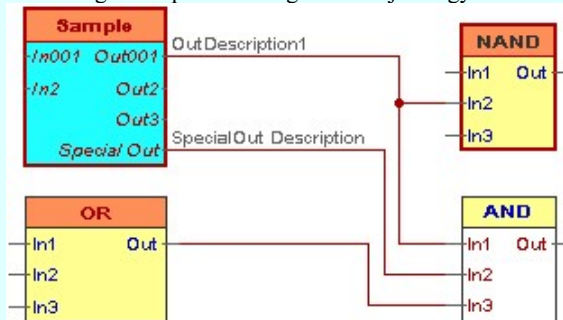 Sample
In001 Out001
In2 Out2
Out3
Special Out
OutDescription1
SpecialOut Description
NAND
In1 Out
In2
In3
OR
In1 Out
In2
In3
AND
In1 Out
In2
In3